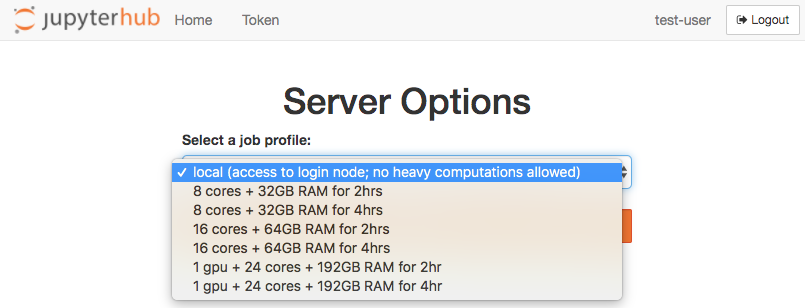 jupyterhub Home Token test-user Logout
Server Options
Select a job profile:
✓ local (access to login node; no heavy computations allowed)
8 cores + 32GB RAM for 2hrs
8 cores + 32GB RAM for 4hrs
16 cores + 64GB RAM for 2hrs
16 cores + 64GB RAM for 4hrs
1 gpu + 24 cores + 192GB RAM for 2hr
1 gpu + 24 cores + 192GB RAM for 4hr